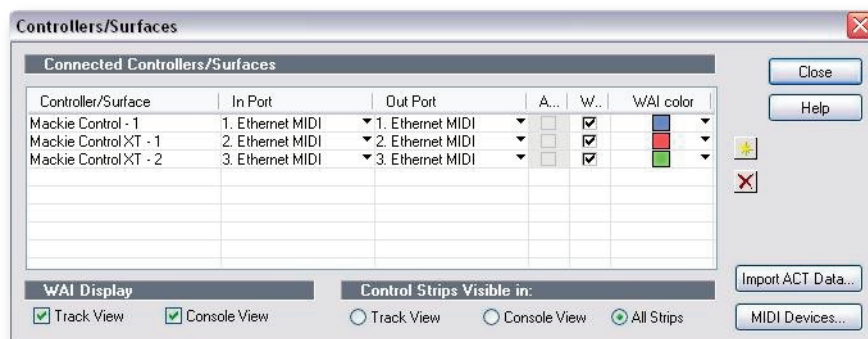 Controllers/Surfaces
Connected Controllers/Surfaces
Close
Controller/Surface In Port Out Port A... W.. WAI color
Help
Mackie Control - 1 1. Ethernet MIDI 1. Ethernet MIDI
Mackie Control XT - 1 2. Ethernet MIDI 2. Ethernet MIDI
Mackie Control XT - 2 3. Ethernet MIDI 3. Ethernet MIDI
Import ACT Data...
WAI Display Control Strips Visible in:
Track View Console View Track View Console View All Strips MIDI Devices...